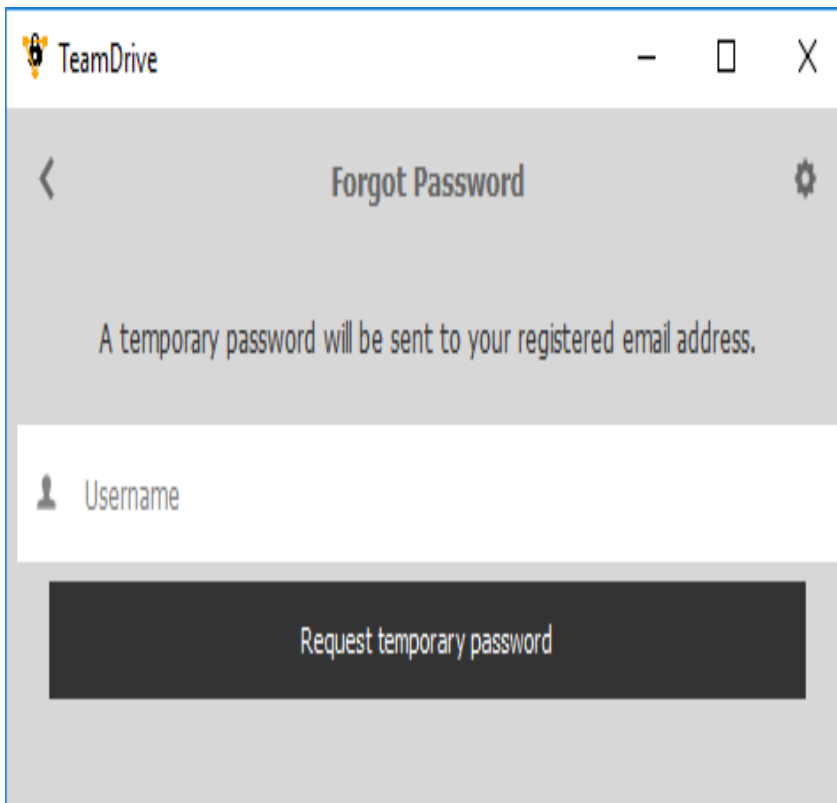 TeamDrive
Forgot Password
A temporary password will be sent to your registered email address.
Username
Request temporary password